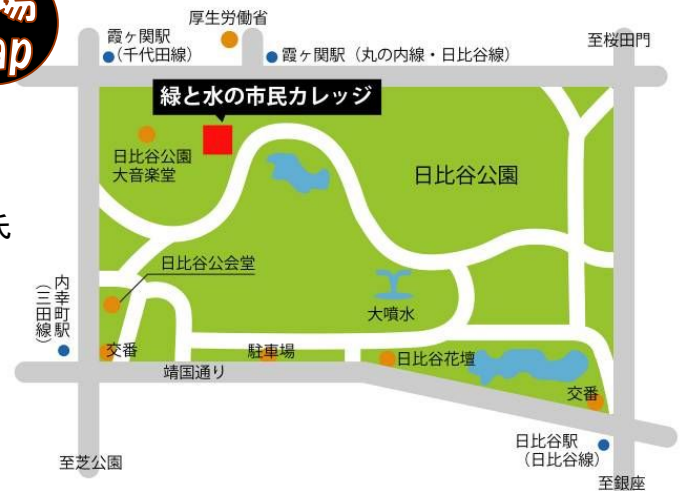 場
ap
厚生労働省
霞ヶ関駅
(千代田線)
霞ヶ関駅(丸の内線・日比谷線)
至桜田門
緑と水の市民カレッジ
日比谷公園
大音楽堂
日比谷公園
氏
日比谷公会堂
内幸町駅
(三田線)
大噴水
交番
駐車場
日比谷花壇
靖国通り
交番
日比谷駅
(日比谷線)
至芝公園
至銀座